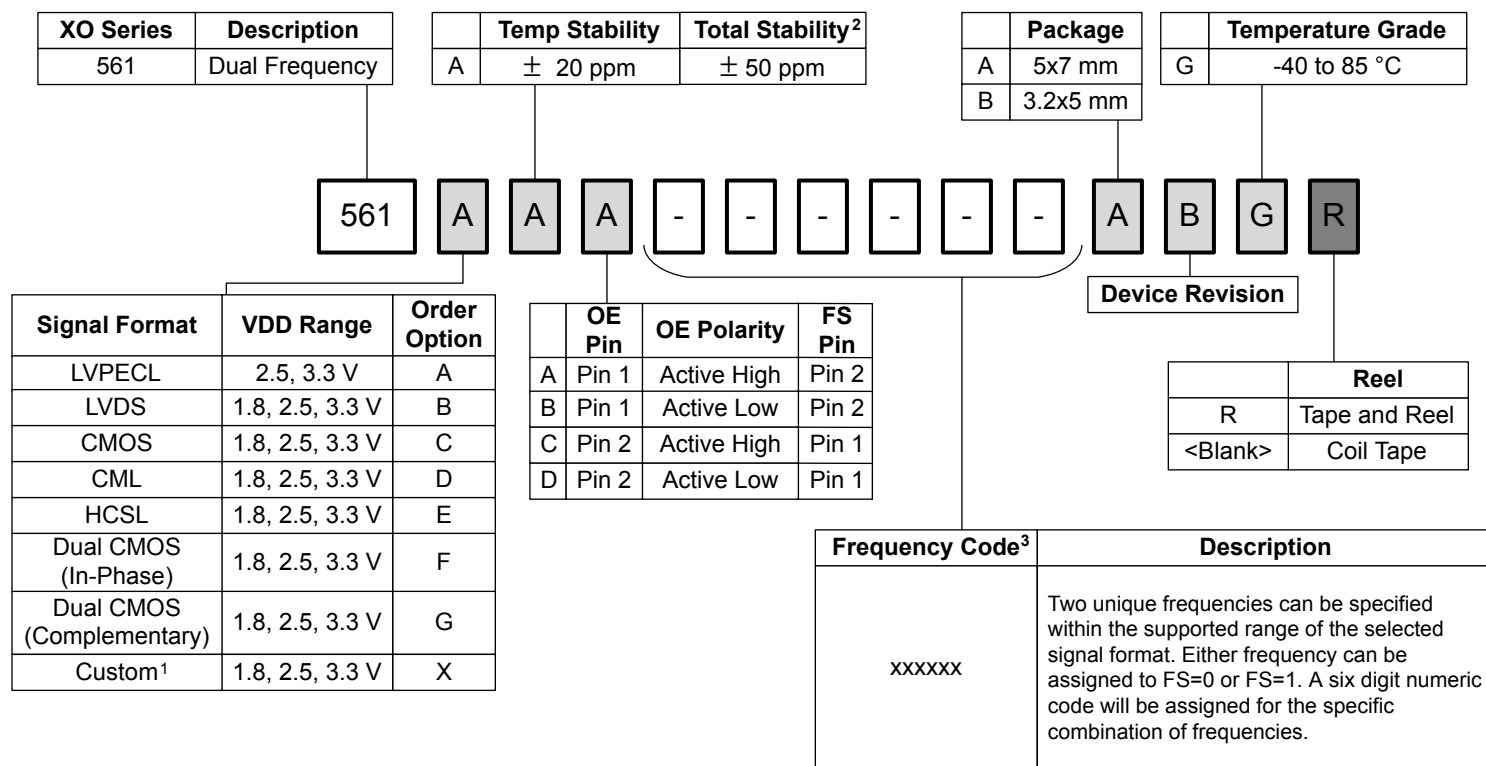 XO Series Description
561 Dual Frequency
Temp Stability Total Stability²
A ± 20 ppm ± 50 ppm
Package
A 5x7 mm
B 3.2x5 mm
Temperature Grade
G -40 to 85 °C
561 A A A - - - - - - A B G R
Signal Format VDD Range Order Option
LVPECL 2.5, 3.3 V A
LVDS 1.8, 2.5, 3.3 V B
CMOS 1.8, 2.5, 3.3 V C
CML 1.8, 2.5, 3.3 V D
HCSL 1.8, 2.5, 3.3 V E
Dual CMOS (In-Phase) 1.8, 2.5, 3.3 V F
Dual CMOS (Complementary) 1.8, 2.5, 3.3 V G
Custom¹ 1.8, 2.5, 3.3 V X
OE Pin OE Polarity FS Pin
A Pin 1 Active High Pin 2
B Pin 1 Active Low Pin 2
C Pin 2 Active High Pin 1
D Pin 2 Active Low Pin 1
Device Revision
Reel
R Tape and Reel
<Blank> Coil Tape
Frequency Code³ Description
xxxxxx
Two unique frequencies can be specified
within the supported range of the selected
signal format. Either frequency can be
assigned to FS=0 or FS=1. A six digit numeric
code will be assigned for the specific
combination of frequencies.